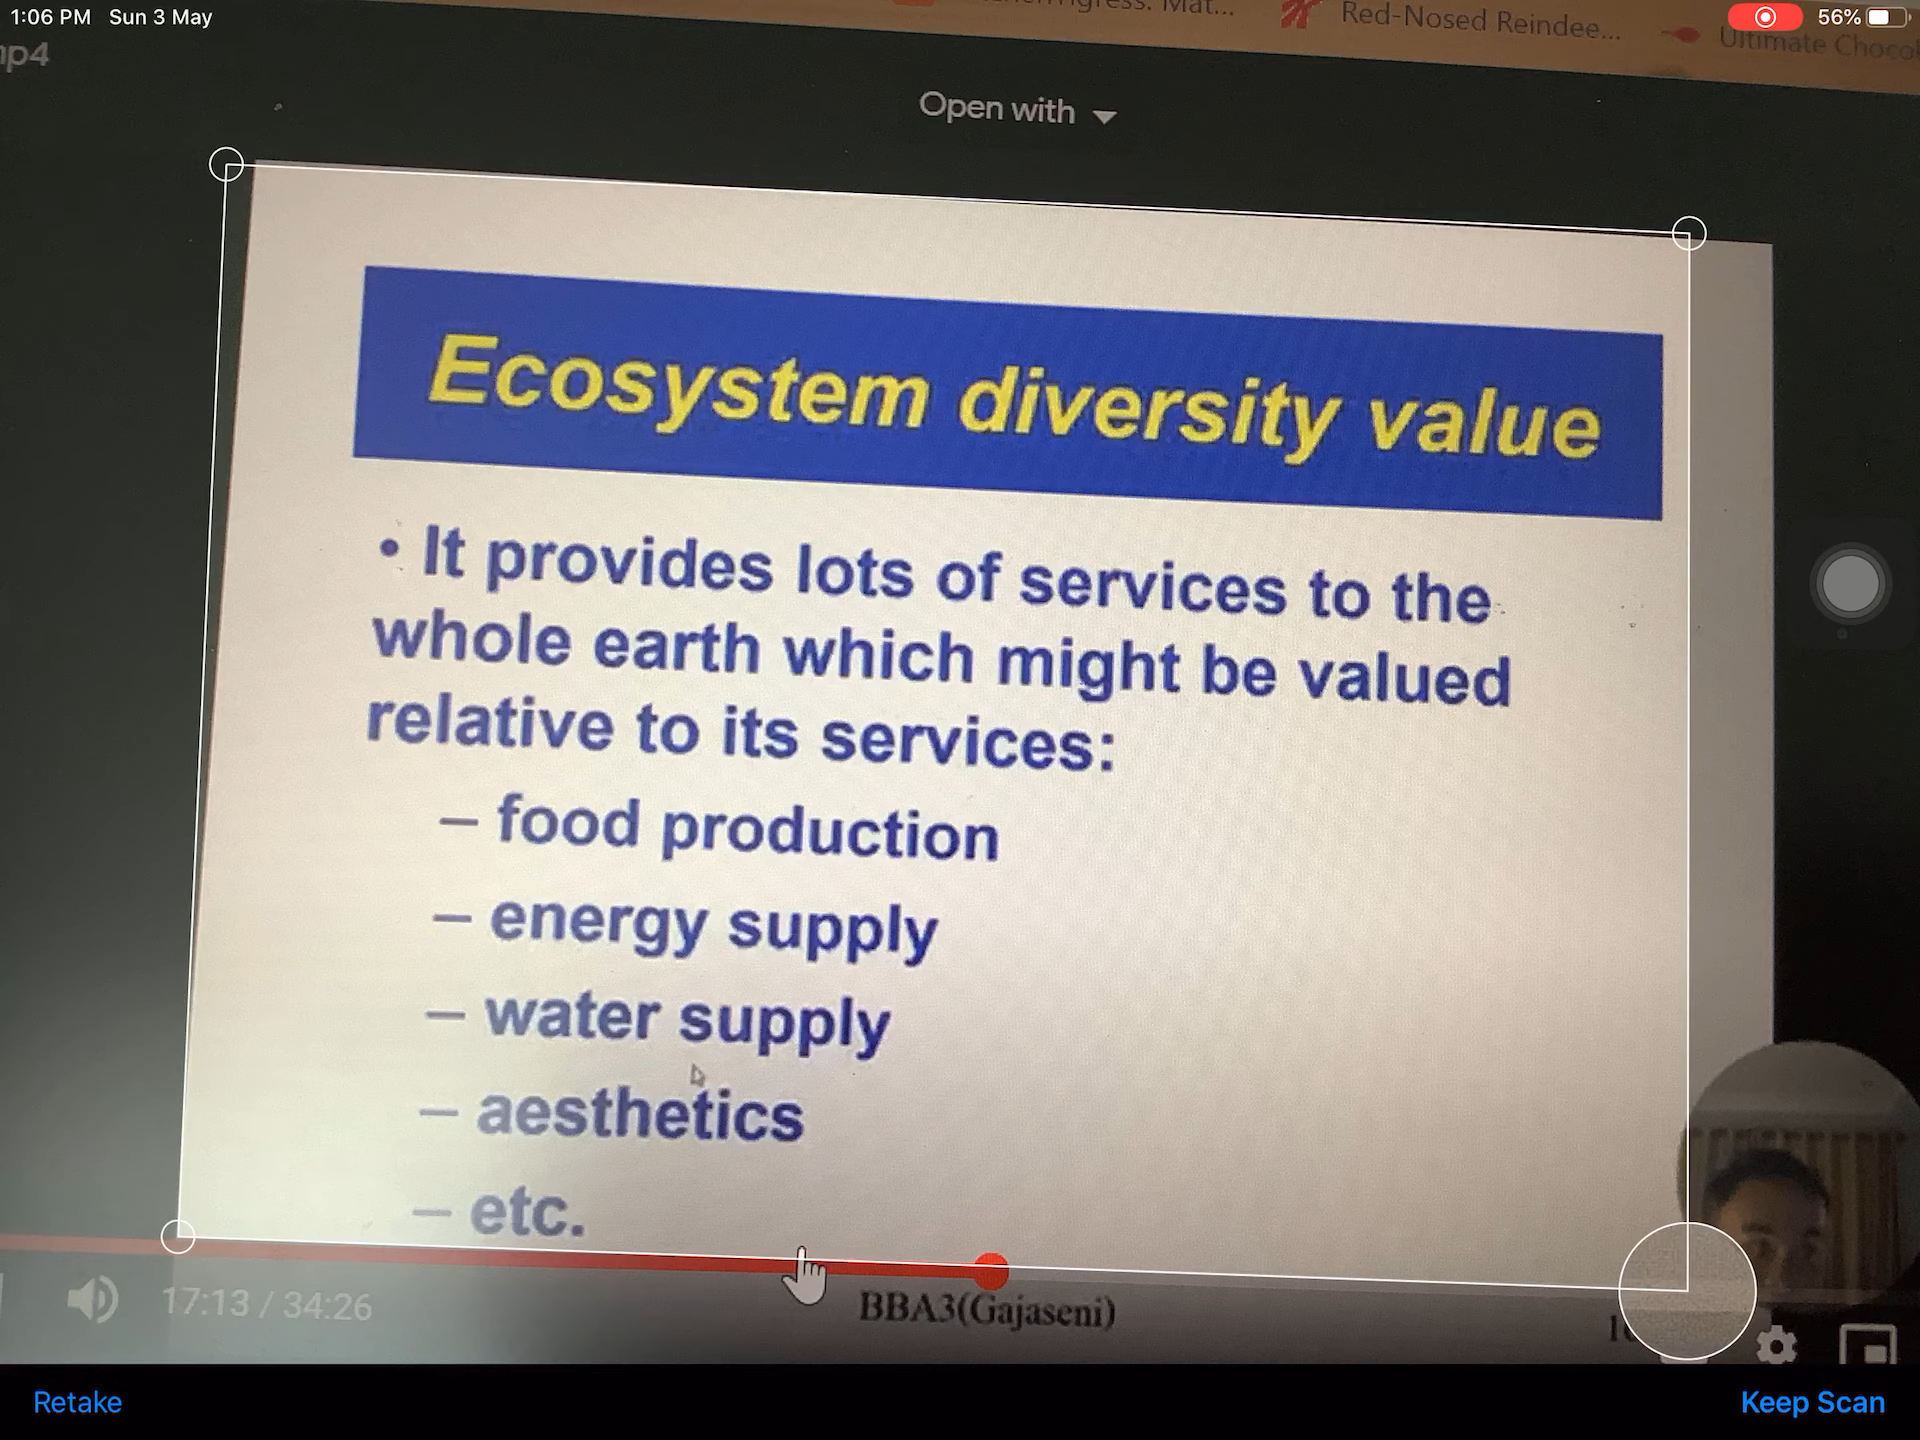 1:06 PM Sun 3 May
56%
Red-Nosed Reindee...
Ultimate Chocol
mp4
Open with
Ecosystem diversity value
• It provides lots of services to the
whole earth which might be valued
relative to its services:
– food production
– energy supply
– water supply
– aesthetics
– etc.
17:13 / 34:26
BBA3(Gajaseni)
Retake
Keep Scan